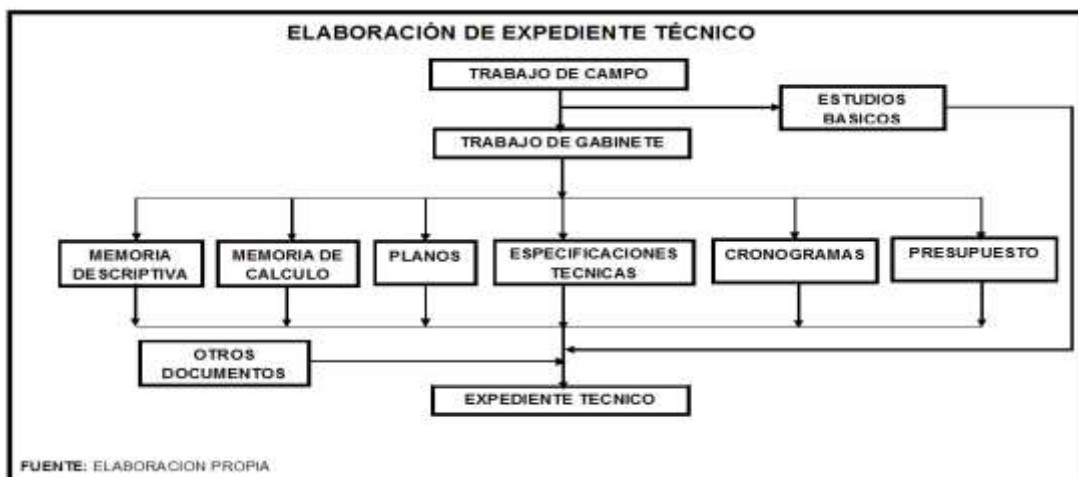 ELABORACIÓN DE EXPEDIENTE TÉCNICO
TRABAJO DE CAMPO
ESTUDIOS
BASICOS
TRABAJO DE GABINETE
MEMORIA
DESCRIPTIVA
MEMORIA DE
CALCULO
PLANOS
ESPECIFICACIONES
TECNICAS
CRONOGRAMAS
PRESUPUESTO
OTROS
DOCUMENTOS
EXPEDIENTE TECNICO
FUENTE: ELABORACION PROPIA